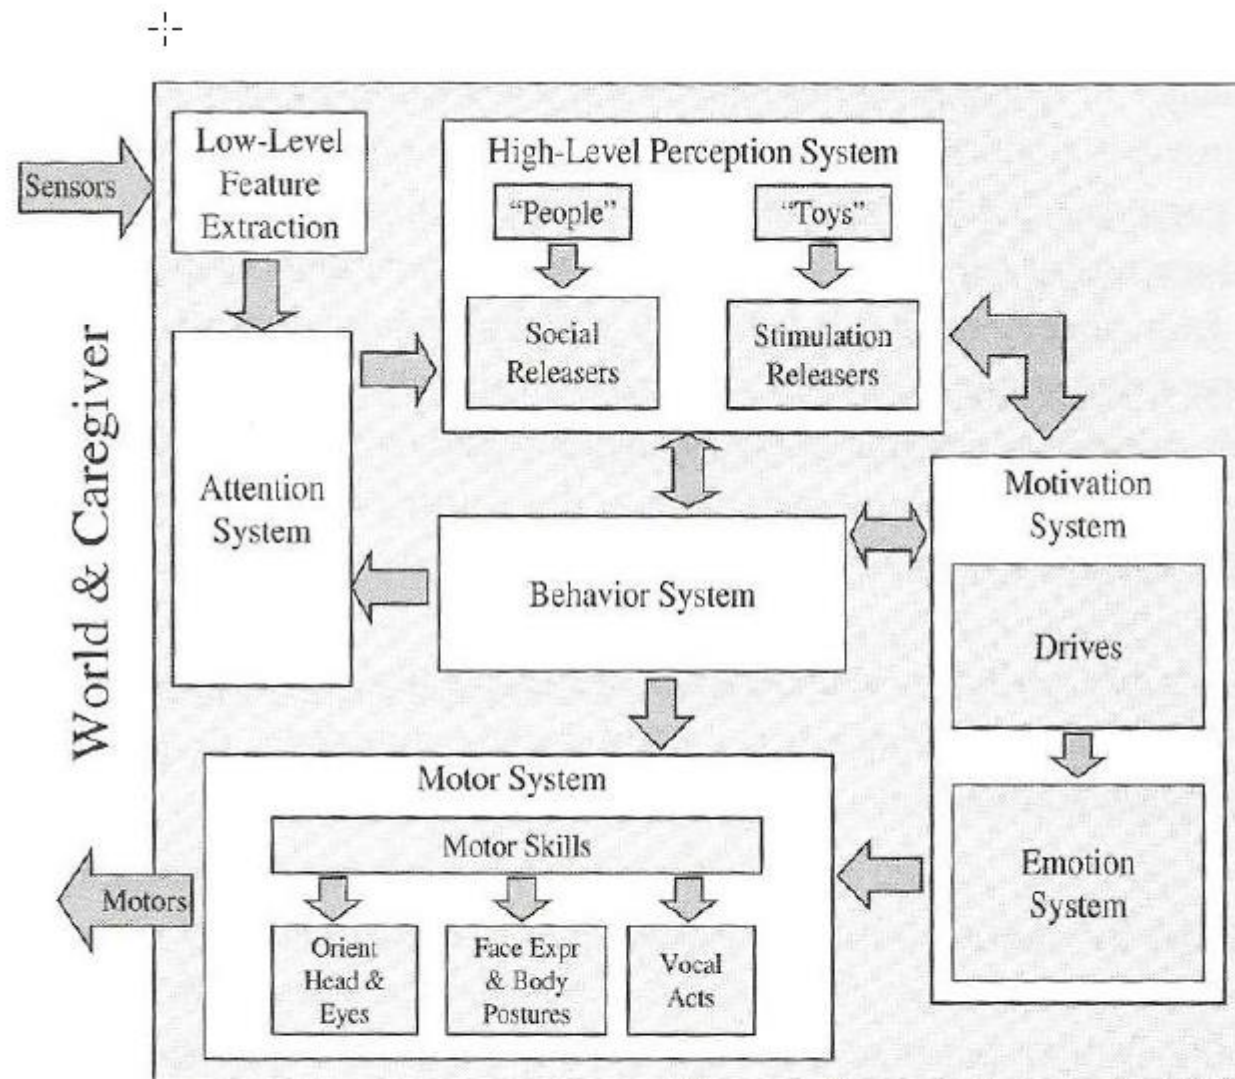 World & Caregiver
Sensors
Low-Level
Feature
Extraction
High-Level Perception System
"People"
"Toys"
Social
Releasers
Stimulation
Releasers
Attention
System
Behavior System
Motivation
System
Drives
Emotion
System
Motor System
Motor Skills
Orient
Head &
Eyes
Face Expr
& Body
Postures
Vocal
Acts
Motors